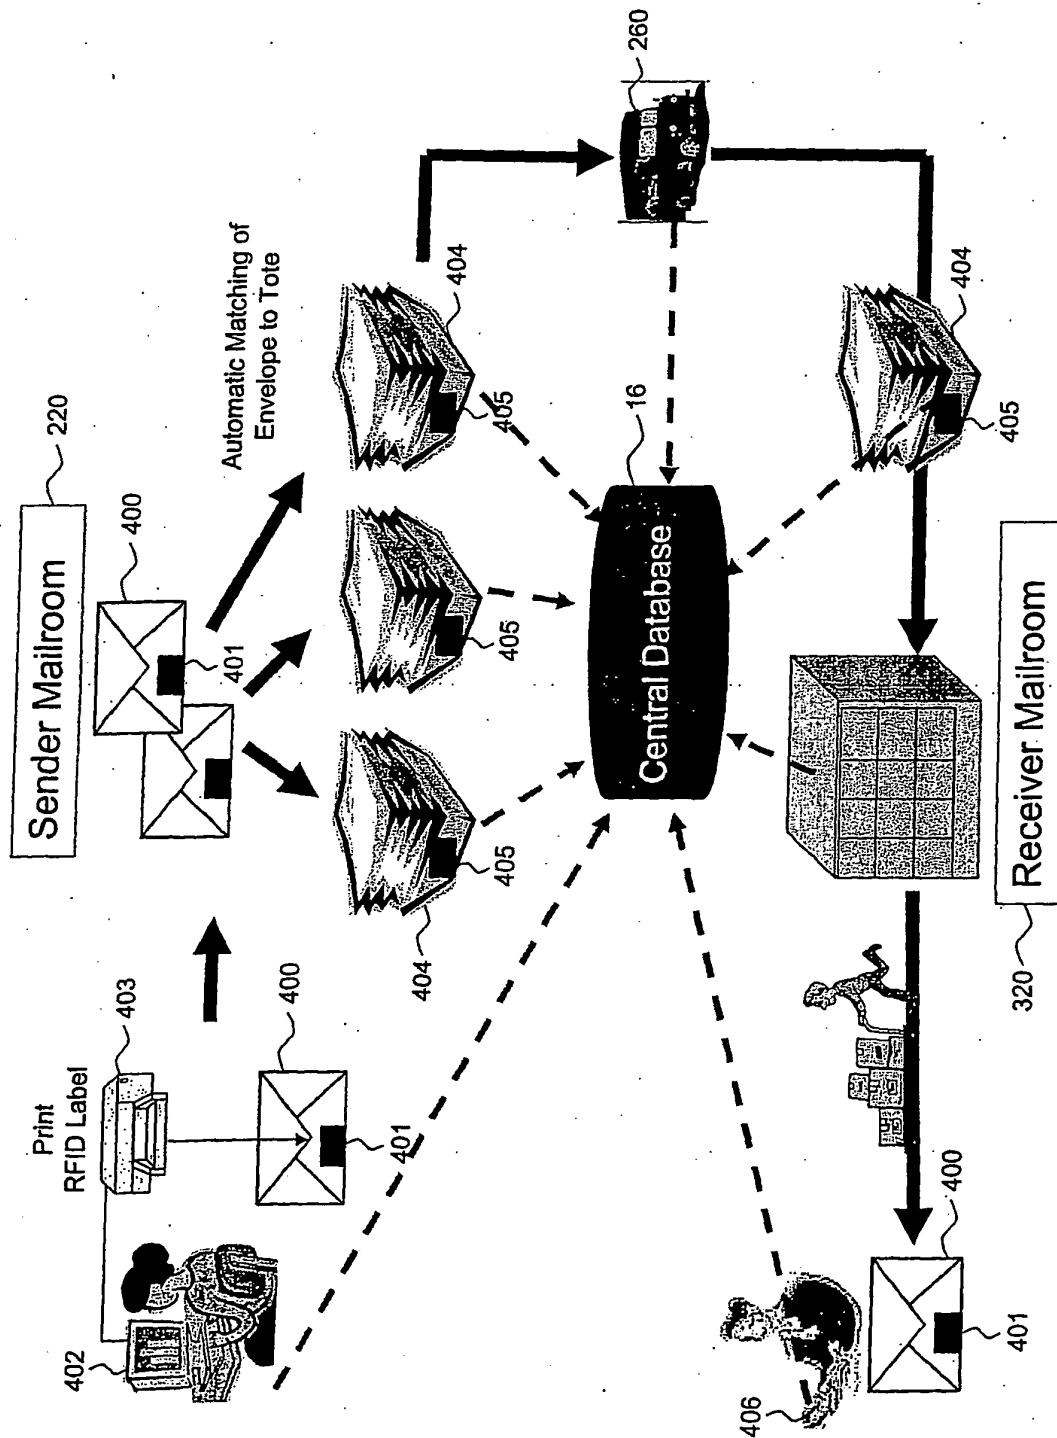 Sender Mailroom
220
Print
RFID Label
402
403
400
401
Automatic Matching of
Envelope to Tote
400
401
404
404
405
405
405
16
260
Central Database
406
400
404
401
405
320
Receiver Mailroom